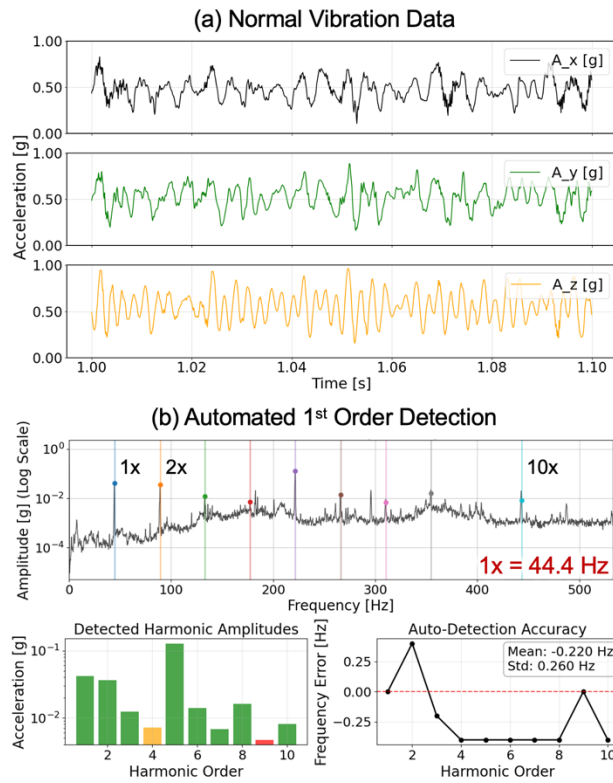 (a) Normal Vibration Data
1.00
0.50
0.00
A_x [g]
1.00
0.50
0.00
A_y [g]
1.00
0.50
0.00
A_z [g]
Acceleration [g]
1.00 1.02 1.04 1.06 1.08 1.10
Time [s]
(b) Automated 1st Order Detection
Amplitude [g] (Log Scale)
10⁰
10⁻²
10⁻⁴
1x 2x 10x
1x = 44.4 Hz
0 100 200 300 400 500
Frequency [Hz]
Detected Harmonic Amplitudes
Acceleration [g]
10⁻¹
10⁻²
2 4 6 8 10
Harmonic Order
Auto-Detection Accuracy
Frequency Error [Hz]
0.25
0.00
−0.25
Mean: -0.220 Hz
Std: 0.260 Hz
2 4 6 8 10
Harmonic Order